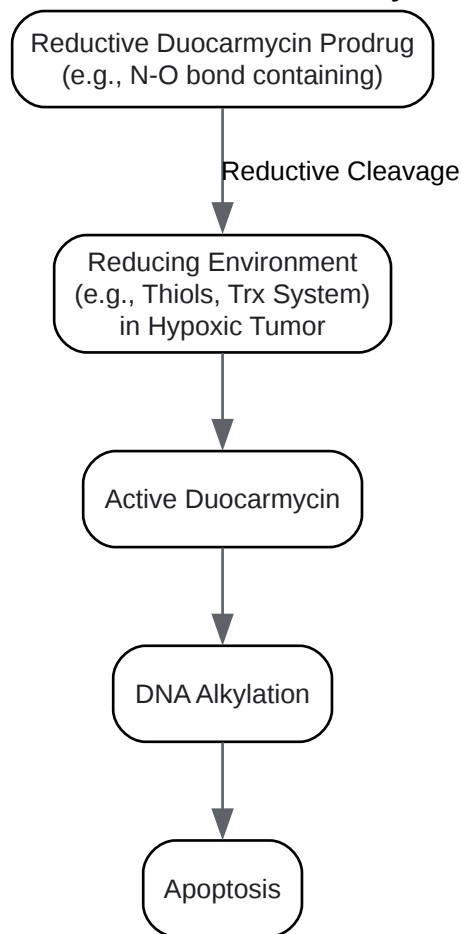 Reductive Duocarmycin Prodrug
(e.g., N-O bond containing)
Reductive Cleavage
Reducing Environment
(e.g., Thiols, Trx System)
in Hypoxic Tumor
Active Duocarmycin
DNA Alkylation
Apoptosis